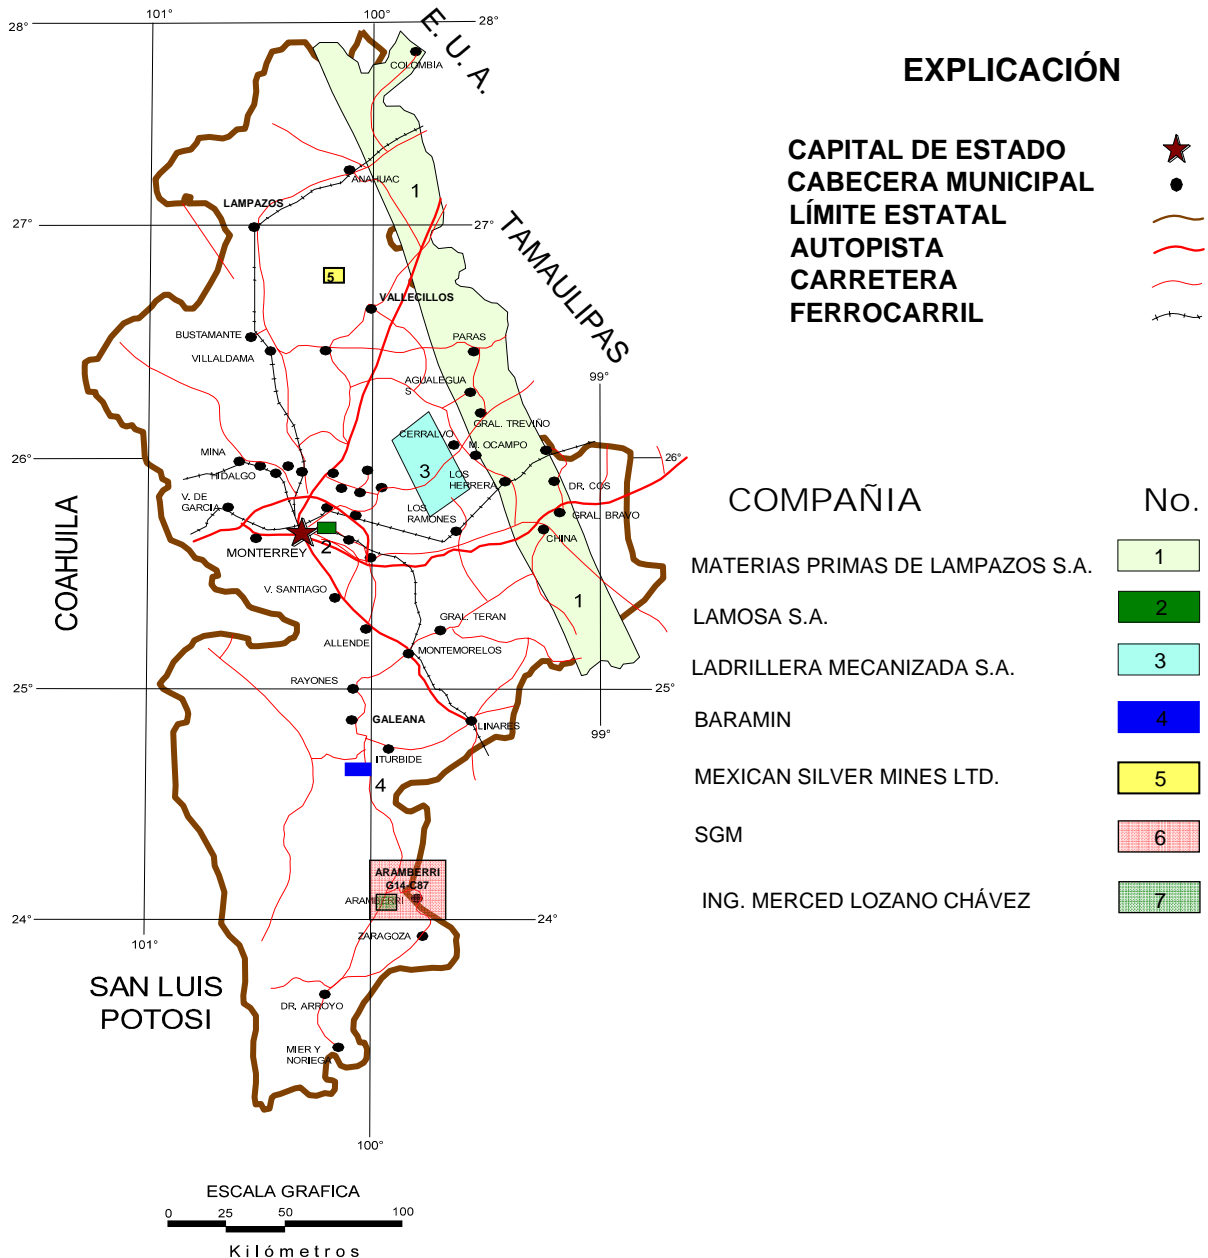 101°
100°
28°
28°
E. U. A.
COLOMBIA
EXPLICACIÓN
CAPITAL DE ESTADO
CABECERA MUNICIPAL
LÍMITE ESTATAL
AUTOPISTA
CARRETERA
FERROCARRIL
ANAHUAC
1
LAMPAZOS
27°
27°
TAMAULIPAS
5
VALLECILLOS
BUSTAMANTE
VILLALDAMA
PARAS
99°
AGUALEGUA
S
GRAL. TREVIÑO
CERRALVO
M. OCAMPO
MINA
HIDALGO
26°
26°
3
LOS
HERRERA
DR. COS
V. DE
GARCIA
LOS
RAMONES
GRAL. BRAVO
CHINA
MONTERREY
2
COAHUILA
V. SANTIAGO
1
GRAL. TERAN
ALLENDE
MONTEMORELOS
RAYONES
25°
25°
GALEANA
LINARES
99°
ITURBIDE
4
ARAMBERRI
G14-C87
ARAMBERRI
24°
24°
ZARAGOZA
101°
SAN LUIS
POTOSI
DR. ARROYO
MIER Y
NORIEGA
100°
COMPAÑIA No.
MATERIAS PRIMAS DE LAMPAZOS S.A. 1
LAMOSA S.A. 2
LADRILLERA MECANIZADA S.A. 3
BARAMIN 4
MEXICAN SILVER MINES LTD. 5
SGM 6
ING. MERCED LOZANO CHÁVEZ 7
ESCALA GRAFICA
0 25 50 100
Kilómetros